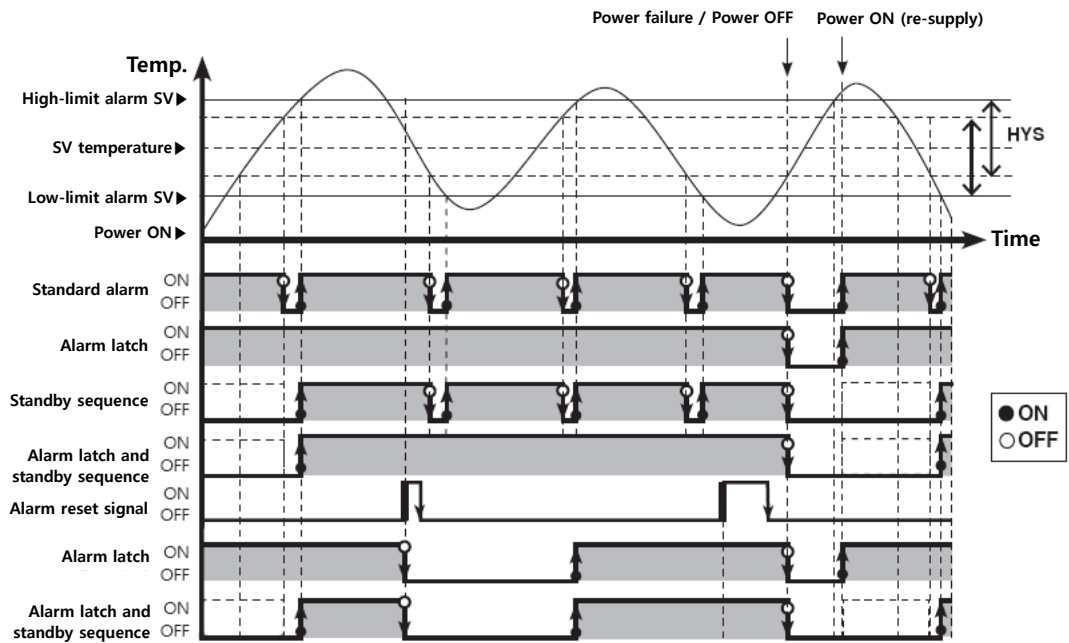 Power failure / Power OFF
Power ON (re-supply)
Temp.
High-limit alarm SV▶
SV temperature▶
HYS
Low-limit alarm SV▶
Power ON▶
Time
Standard alarm
ON
OFF
Alarm latch
ON
OFF
Standby sequence
ON
OFF
Alarm latch and
standby sequence
ON
OFF
Alarm reset signal
ON
OFF
Alarm latch
ON
OFF
Alarm latch and
standby sequence
ON
OFF
● ON
○ OFF